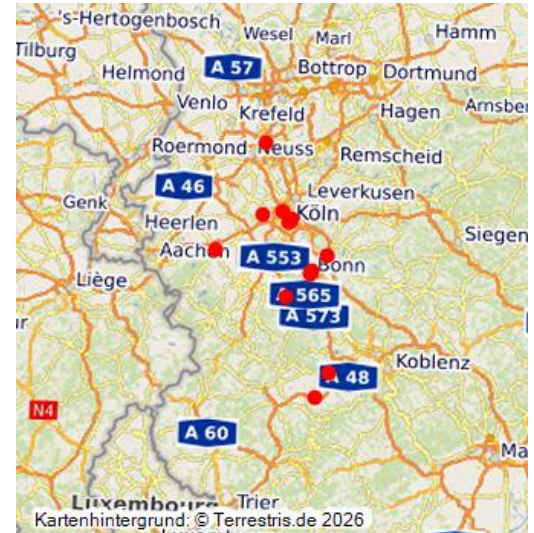 's-Hertogenbosch
Wesel
Marl
Hamm
Tilburg
A 57
Bottrop
Dortmund
Helmond
Venlo
Krefeld
Hagen
Arnsber
Roermond
Neuss
Remscheid
A 46
Leverkusen
Genk
Heerlen
Köln
Siegen
Aachen
A 553
Bonn
Liège
A 565
A 573
ur
Koblenz
A 48
N4
A 60
Ma
Luxembourg
Trier
Kartenhintergrund: © Terrestris.de 2026